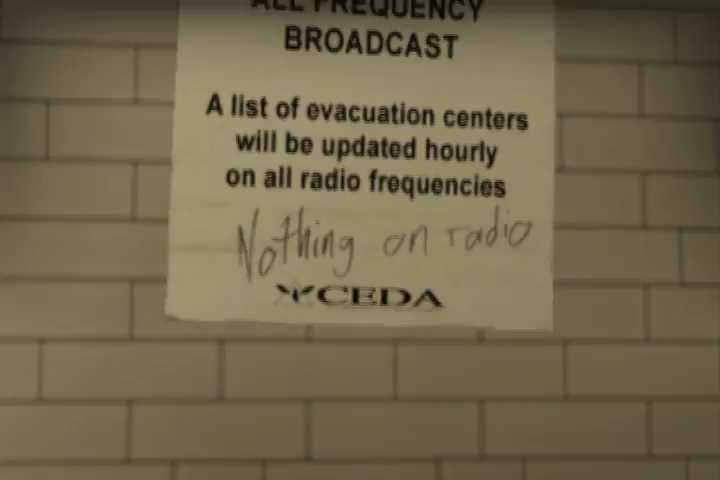 ALL FREQUENCY
BROADCAST
A list of evacuation centers
will be updated hourly
on all radio frequencies
Nothing on radio
CEDA